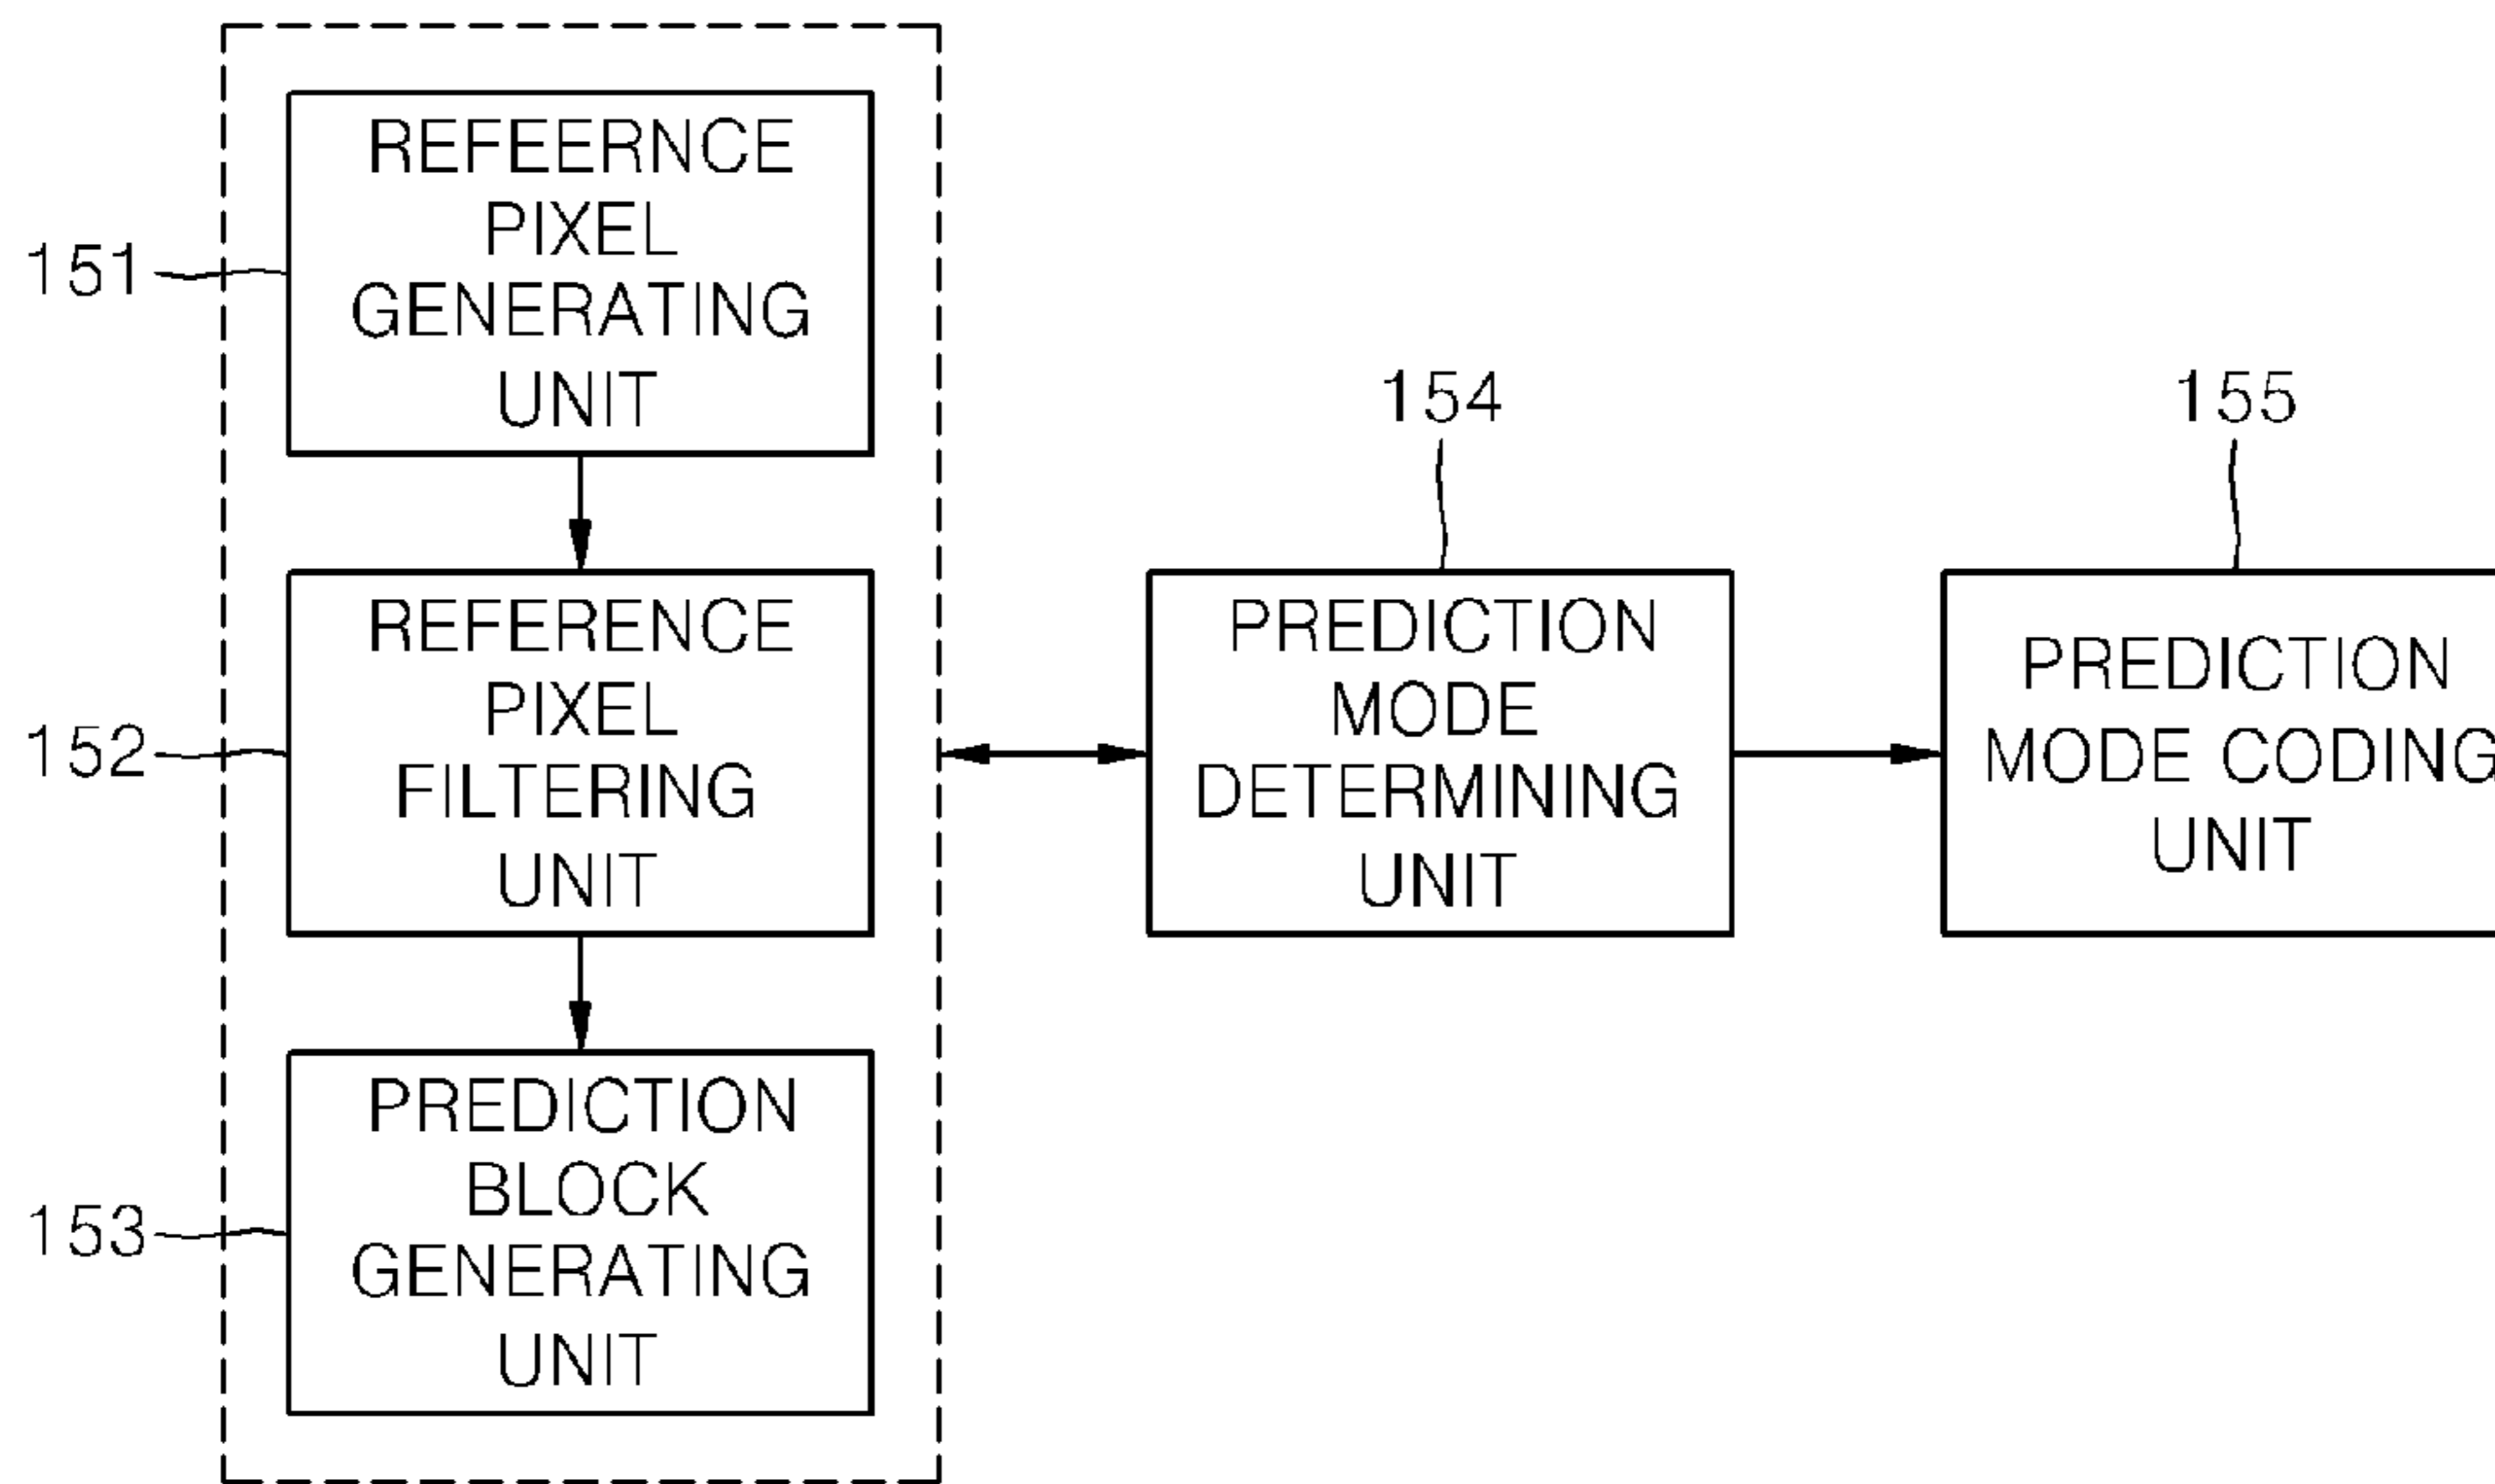 REFEERNCE
PIXEL
GENERATING
UNIT
151
REFERENCE
PIXEL
FILTERING
UNIT
152
PREDICTION
BLOCK
GENERATING
UNIT
153
154
PREDICTION
MODE
DETERMINING
UNIT
155
PREDICTION
MODE CODING
UNIT